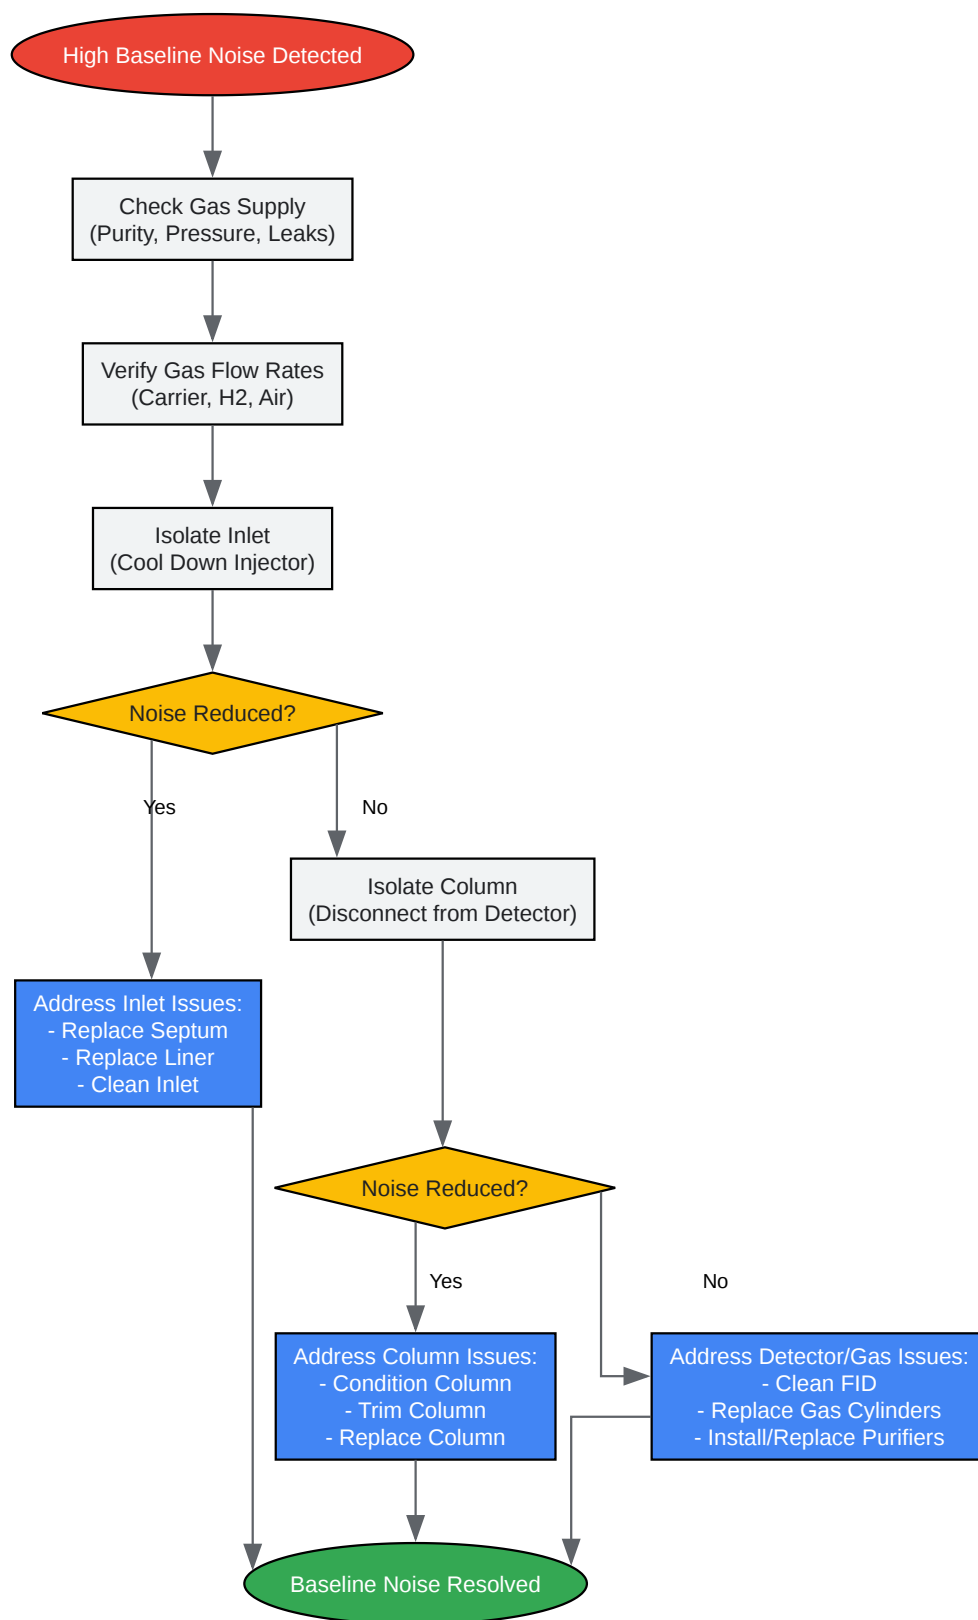 High Baseline Noise Detected
Check Gas Supply
(Purity, Pressure, Leaks)
Verify Gas Flow Rates
(Carrier, H2, Air)
Isolate Inlet
(Cool Down Injector)
Noise Reduced?
Yes
No
Isolate Column
(Disconnect from Detector)
Address Inlet Issues:
- Replace Septum
- Replace Liner
- Clean Inlet
Noise Reduced?
Yes
No
Address Column Issues:
- Condition Column
- Trim Column
- Replace Column
Address Detector/Gas Issues:
- Clean FID
- Replace Gas Cylinders
- Install/Replace Purifiers
Baseline Noise Resolved